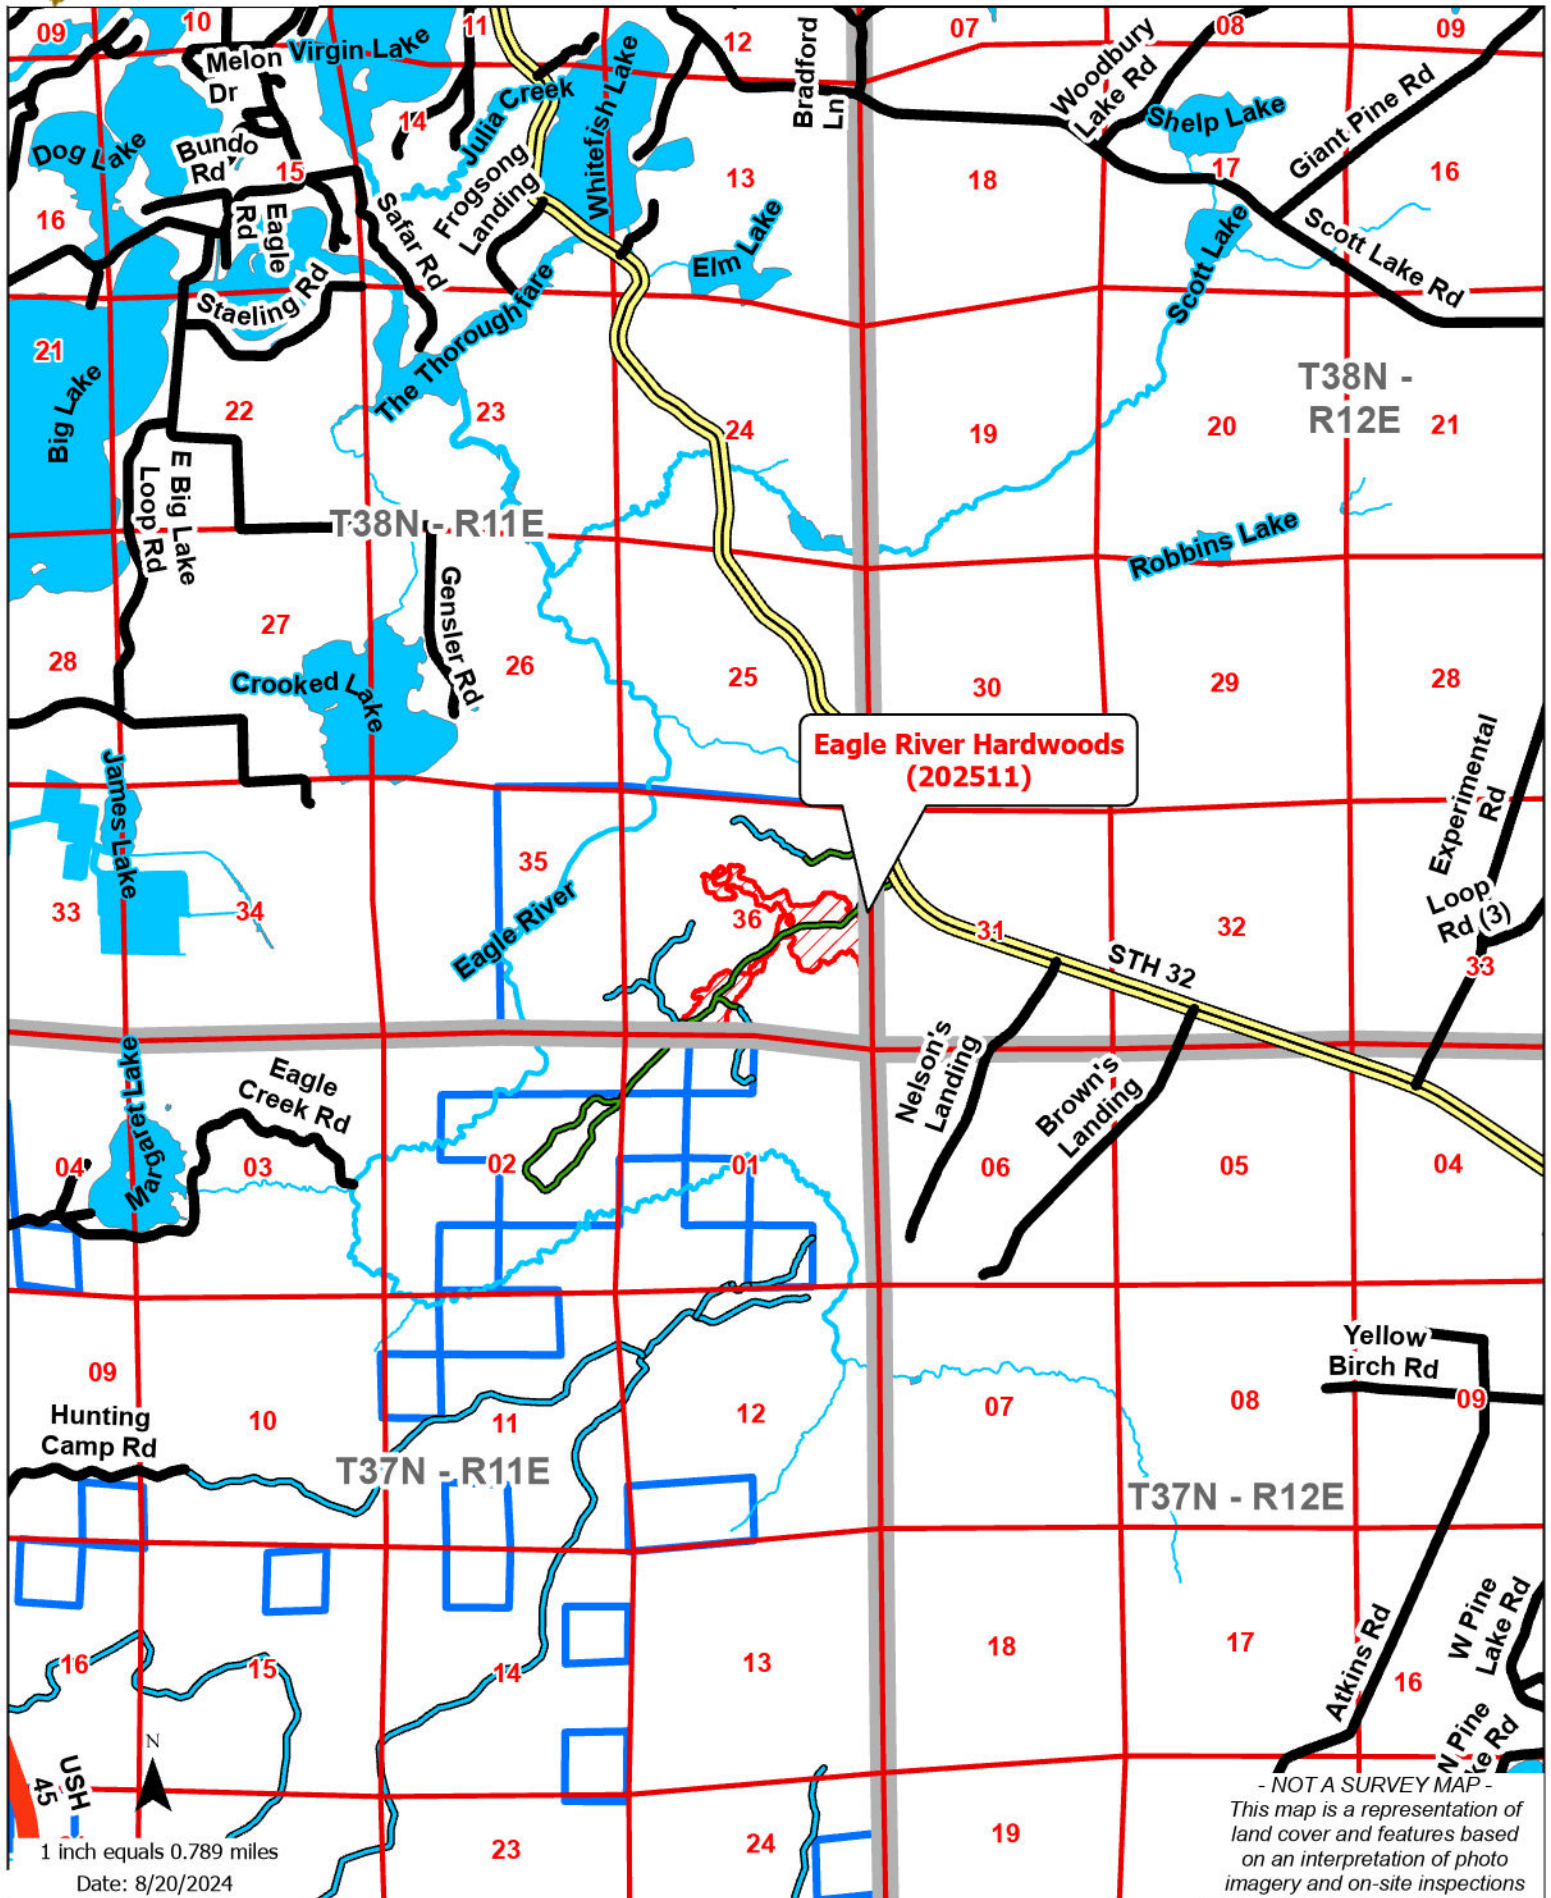 09
10
11
12
07
08
09
Melon
Dr
Virgin Lake
Julia Creek
Whitefish Lake
Bradford
Ln
Woodbury
Lake Rd
Shelp Lake
Giant Pine Rd
14
Dog Lake
Bundo
Rd
15
13
18
17
16
16
Eagle
Rd
Safar Rd
Frogsong
Landing
Elm Lake
Scott Lake
Scott Lake Rd
Staeling Rd
The Thoroughfare
21
Big Lake
22
23
24
19
20
T38N -
R12E
21
E Big Lake
Loop Rd
T38N - R11E
Robbins Lake
Gensler Rd
27
28
26
25
30
29
28
Crooked Lake
Eagle River Hardwoods
(202511)
Experimental
Rd
James Lake
35
33
34
Eagle River
36
31
32
Loop
Rd (3)
33
STH 32
Nelson's
Landing
Brown's
Landing
Margaret Lake
Eagle
Creek Rd
04
03
02
01
06
05
04
Yellow
Birch Rd
09
10
11
12
07
08
09
Hunting
Camp Rd
T37N - R11E
T37N - R12E
16
15
14
13
18
17
16
Atkins Rd
W Pine
Lake Rd
N Pine
ke Rd
N
USH
45
23
24
19
1 inch equals 0.789 miles
Date: 8/20/2024
- NOT A SURVEY MAP -
This map is a representation of
land cover and features based
on an interpretation of photo
imagery and on-site inspections